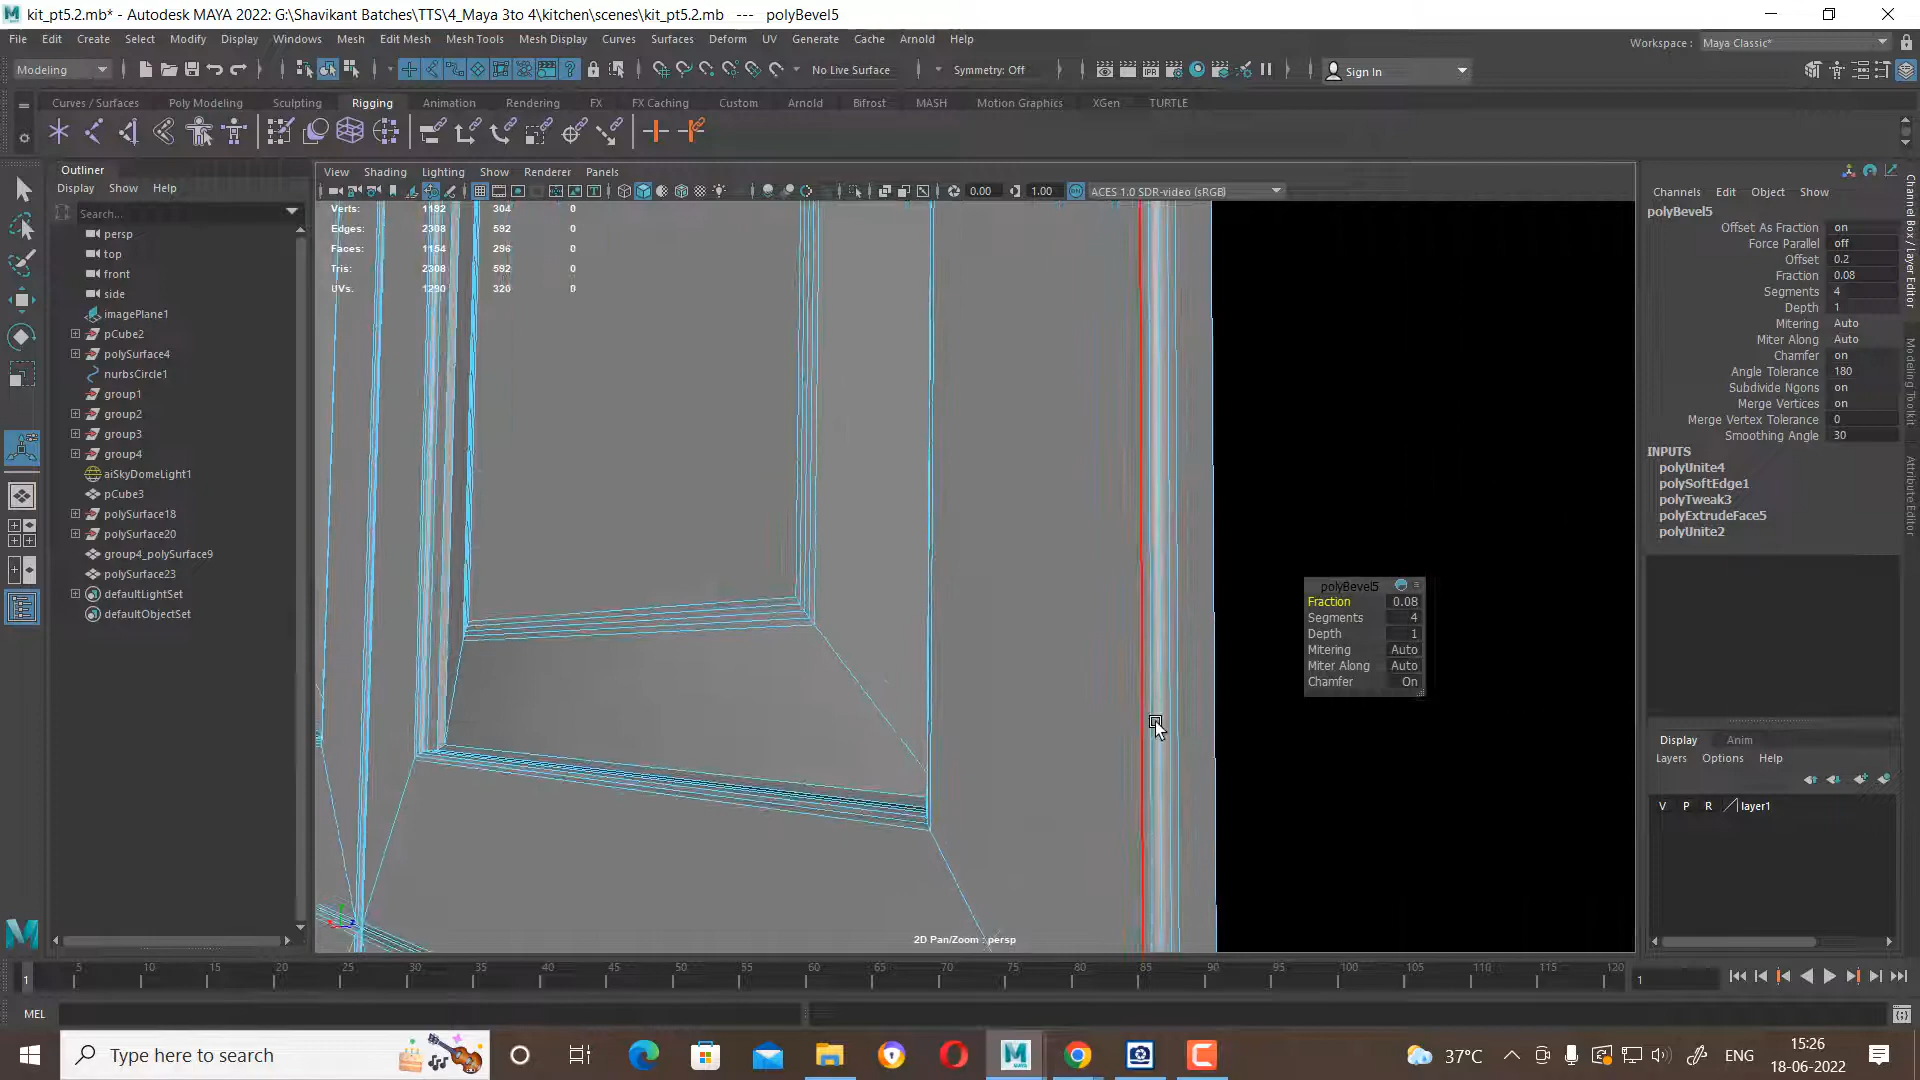 kit_pt5.2.mb* - Autodesk MAYA 2022: G:\Shavikant Batches\TTS\4_Maya 3to 4\kitchen\scenes\kit_pt5.2.mb --- polyBevel5
File Edit Create Select Modify Display Windows Mesh Edit Mesh Mesh Tools Mesh Display Curves Surfaces Deform UV Generate Cache Arnold Help
Workspace : Maya Classic*
Modeling
No Live Surface
Symmetry: Off
Sign In
Curves / Surfaces Poly Modeling Sculpting Rigging Animation Rendering FX FX Caching Custom Arnold Bifrost MASH Motion Graphics XGen TURTLE
Outliner
Display Show Help
Search...
persp
top
front
side
imagePlane1
pCube2
polySurface4
nurbsCircle1
group1
group2
group3
group4
aiSkyDomeLight1
pCube3
polySurface18
polySurface20
group4_polySurface9
polySurface23
defaultLightSet
defaultObjectSet
View Shading Lighting Show Renderer Panels
0.00 1.00 ACES 1.0 SDR-video (sRGB)
Verts: 1192 304 0
Edges: 2308 592 0
Faces: 1154 296 0
Tris: 2308 592 0
UVs: 1290 320 0
polyBevel5
Fraction 0.08
Segments 4
Depth 1
Mitering Auto
Miter Along Auto
Chamfer On
2D Pan/Zoom : persp
Channels Edit Object Show
polyBevel5
Offset As Fraction on
Force Parallel off
Offset 0.2
Fraction 0.08
Segments 4
Depth 1
Mitering Auto
Miter Along Auto
Chamfer on
Angle Tolerance 180
Subdivide Ngons on
Merge Vertices on
Merge Vertex Tolerance 0
Smoothing Angle 30
INPUTS
polyUnite4
polySoftEdge1
polyTweak3
polyExtrudeFace5
polyUnite2
Channel Box / Layer Editor
Modeling Toolkit
Attribute Editor
Display Anim
Layers Options Help
V P R layer1
1 5 10 15 20 25 30 35 40 45 50 55 60 65 70 75 80 85 90 95 100 105 110 115 120
1
MEL
Type here to search
37°C
ENG
15:26
18-06-2022